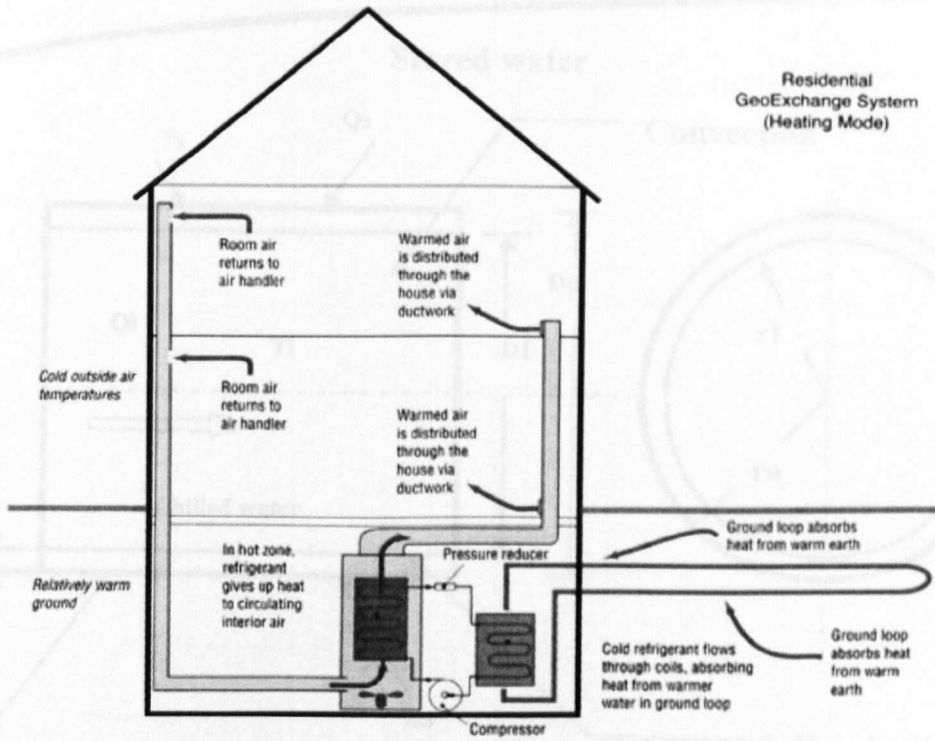 Residential
GeoExchange System
(Heating Mode)
Stored water
Convection
Room air
returns to
air handler
Warmed air
is distributed
through the
house via
ductwork
Cold outside air
temperatures
Room air
returns to
air handler
Warmed air
is distributed
through the
house via
ductwork
chilled water
Relatively warm
ground
In hot zone,
refrigerant
gives up heat
to circulating
interior air
Pressure reducer
Ground loop absorbs
heat from warm earth
Cold refrigerant flows
through coils, absorbing
heat from warmer
water in ground loop
Ground loop
absorbs heat
from warm
earth
Compressor